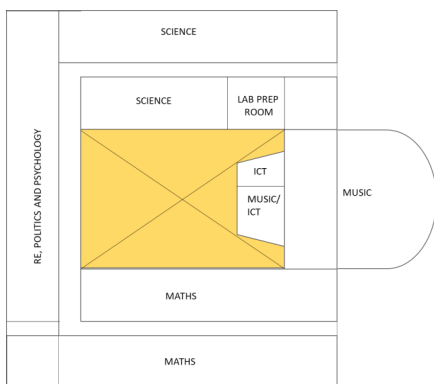 SCIENCE
SCIENCE
LAB PREP
ROOM
RE, POLITICS AND PSYCHOLOGY
ICT
MUSIC/
ICT
MUSIC
MATHS
MATHS